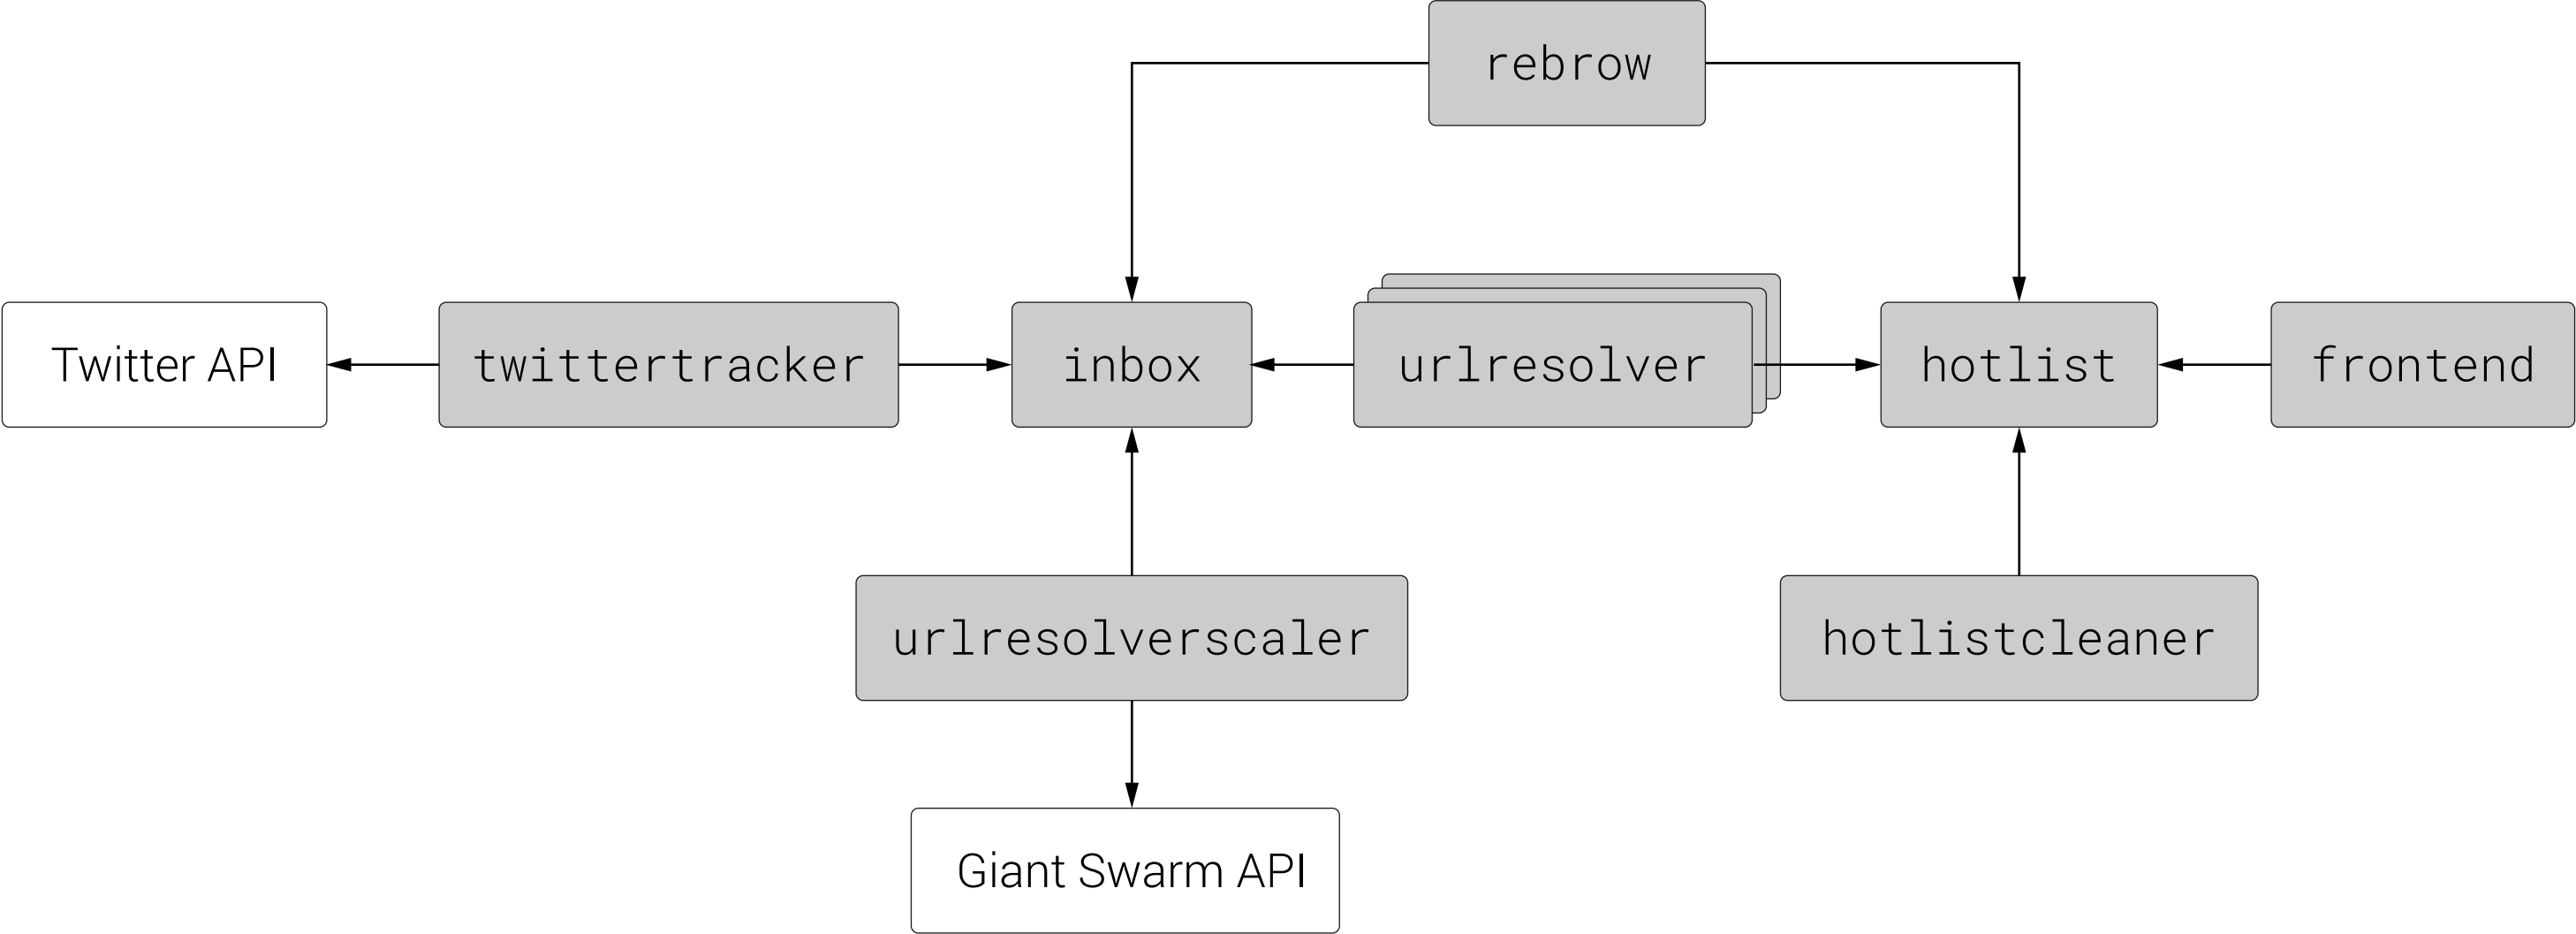 rebrow
Twitter API
twittertracker
inbox
urlresolver
hotlist
frontend
urlresolverscaler
hotlistcleaner
Giant Swarm API